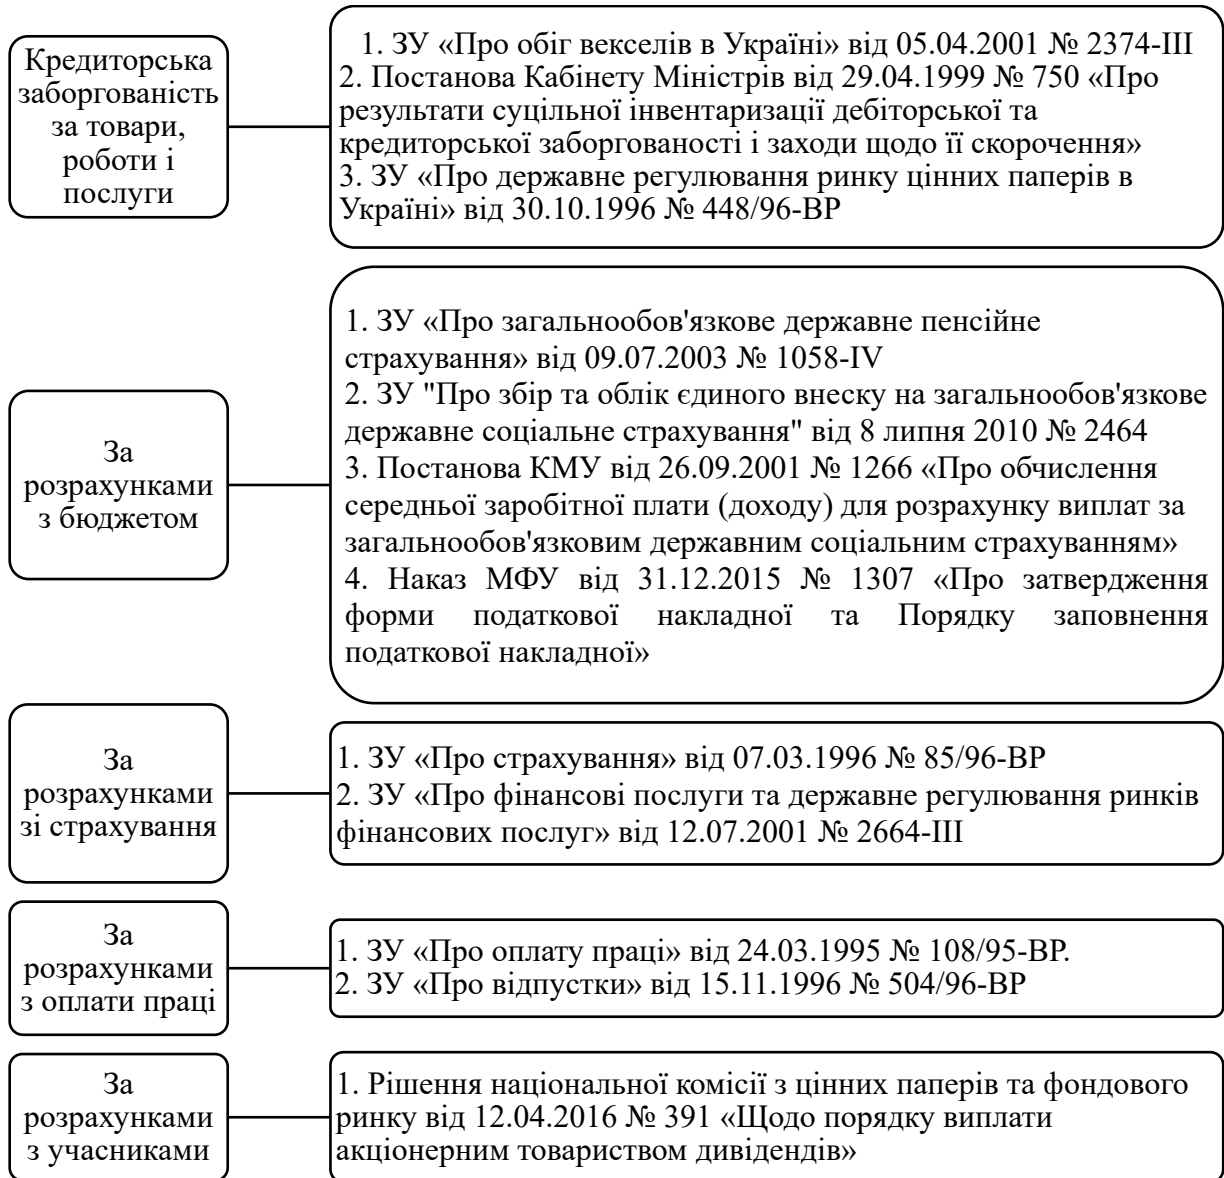 Кредиторська
заборгованість
за товари,
роботи і
послуги
1. ЗУ «Про обіг векселів в Україні» від 05.04.2001 № 2374-III
2. Постанова Кабінету Міністрів від 29.04.1999 № 750 «Про
результати суцільної інвентаризації дебіторської та
кредиторської заборгованості і заходи щодо її скорочення»
3. ЗУ «Про державне регулювання ринку цінних паперів в
Україні» від 30.10.1996 № 448/96-ВР
За
розрахунками
з бюджетом
1. ЗУ «Про загальнообов'язкове державне пенсійне
страхування» від 09.07.2003 № 1058-IV
2. ЗУ "Про збір та облік єдиного внеску на загальнообов'язкове
державне соціальне страхування" від 8 липня 2010 № 2464
3. Постанова КМУ від 26.09.2001 № 1266 «Про обчислення
середньої заробітної плати (доходу) для розрахунку виплат за
загальнообов'язковим державним соціальним страхуванням»
4. Наказ МФУ від 31.12.2015 № 1307 «Про затвердження
форми податкової накладної та Порядку заповнення
податкової накладної»
За
розрахунками
зі страхування
1. ЗУ «Про страхування» від 07.03.1996 № 85/96-ВР
2. ЗУ «Про фінансові послуги та державне регулювання ринків
фінансових послуг» від 12.07.2001 № 2664-III
За
розрахунками
з оплати праці
1. ЗУ «Про оплату праці» від 24.03.1995 № 108/95-ВР.
2. ЗУ «Про відпустки» від 15.11.1996 № 504/96-ВР
За
розрахунками
з учасниками
1. Рішення національної комісії з цінних паперів та фондового
ринку від 12.04.2016 № 391 «Щодо порядку виплати
акціонерним товариством дивідендів»